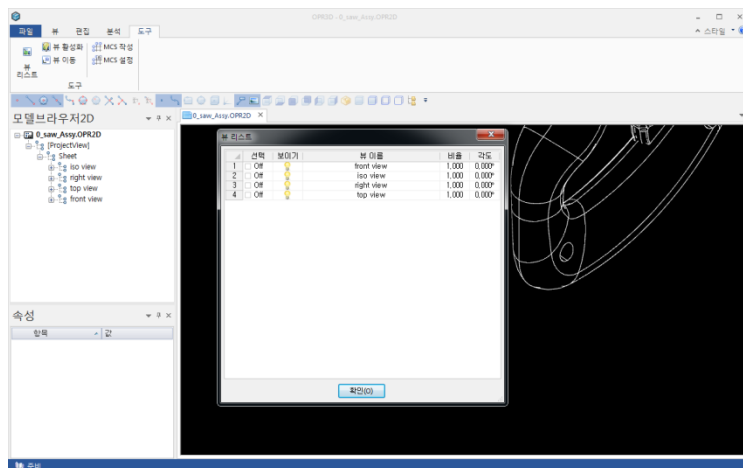 OPR2D - 0_saw_Assy.OPR2D
파일 뷰 편집 분석 도구
스타일
뷰 리스트
뷰 활성화
뷰 이동
MCS 작성
MCS 설정
도구
모델브라우저2D
0_saw_Assy.OPR2D
0_saw_Assy.OPR2D
[ProjectView]
Sheet
iso view
right view
top view
front view
뷰 리스트
선택 보이기 뷰 이름 비율 각도
1 Off front view 1,000 0,000°
2 Off iso view 1,000 0,000°
3 Off right view 1,000 0,000°
4 Off top view 1,000 0,000°
확인(O)
속성
항목 값
준비